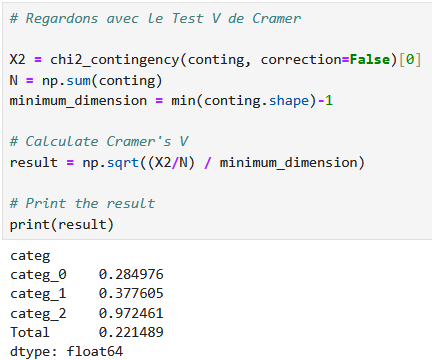 # Regardons avec le Test V de Cramer
X2 = chi2_contingency(conting, correction=False)[0]
N = np.sum(conting)
minimum_dimension = min(conting.shape)-1
# Calculate Cramer's V
result = np.sqrt((X2/N) / minimum_dimension)
# Print the result
print(result)
categ
categ_0    0.284976
categ_1    0.377605
categ_2    0.972461
Total      0.221489
dtype: float64